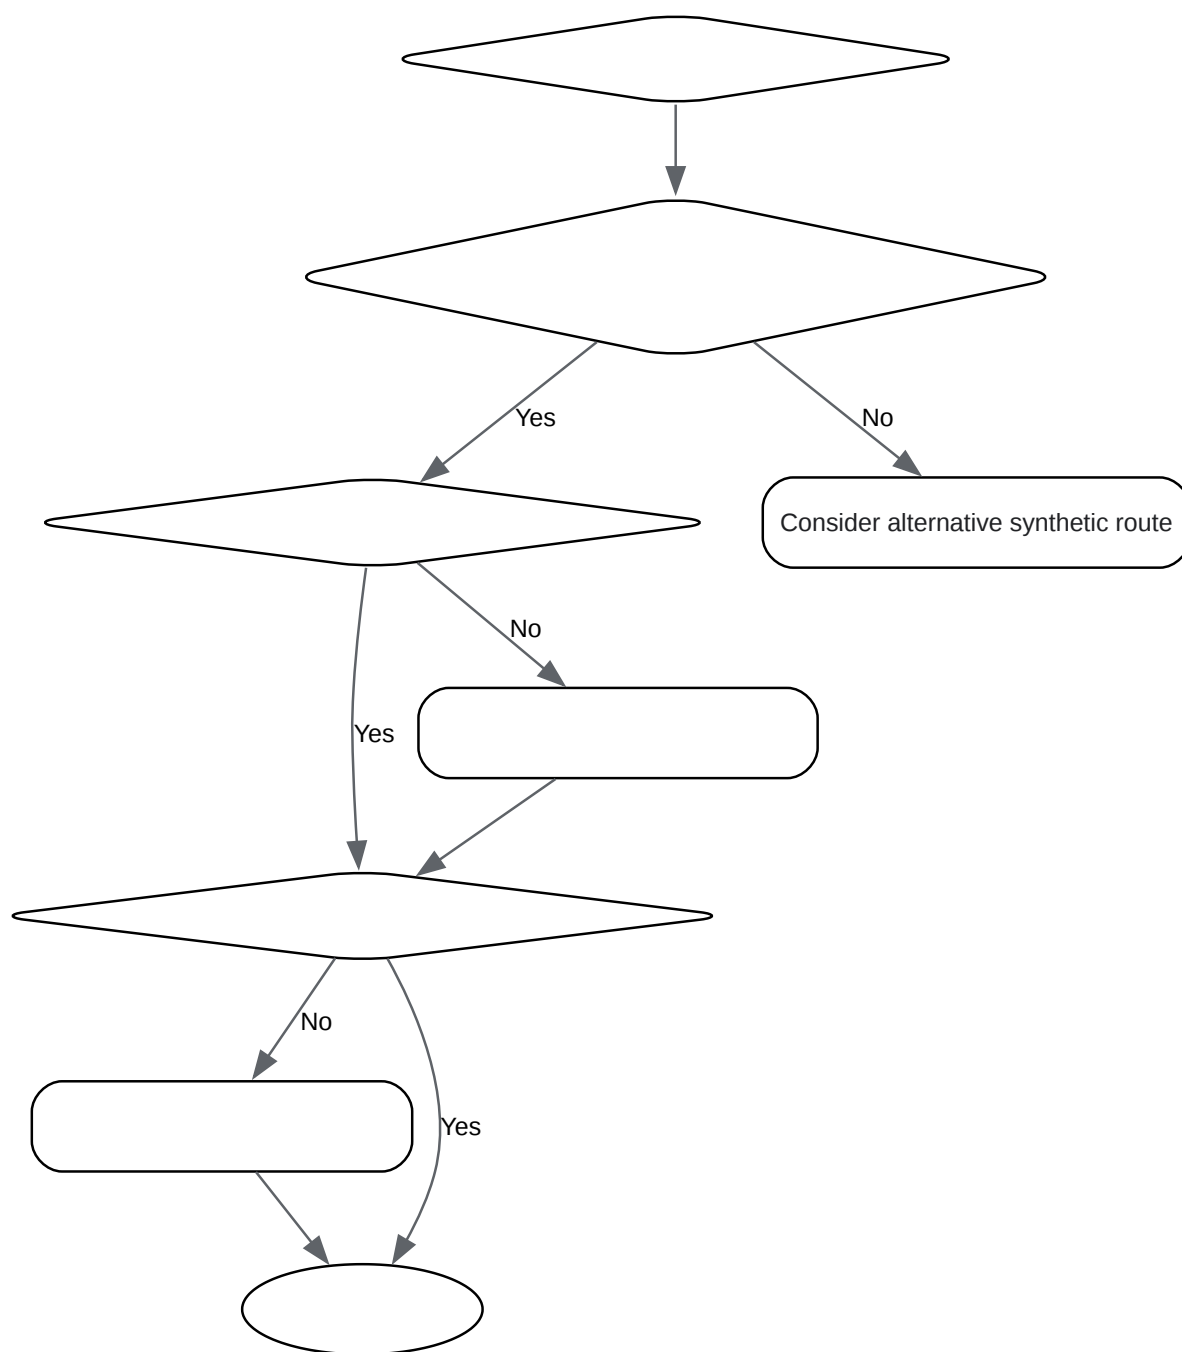 Yes
No
Consider alternative synthetic route
No
Yes
No
Yes